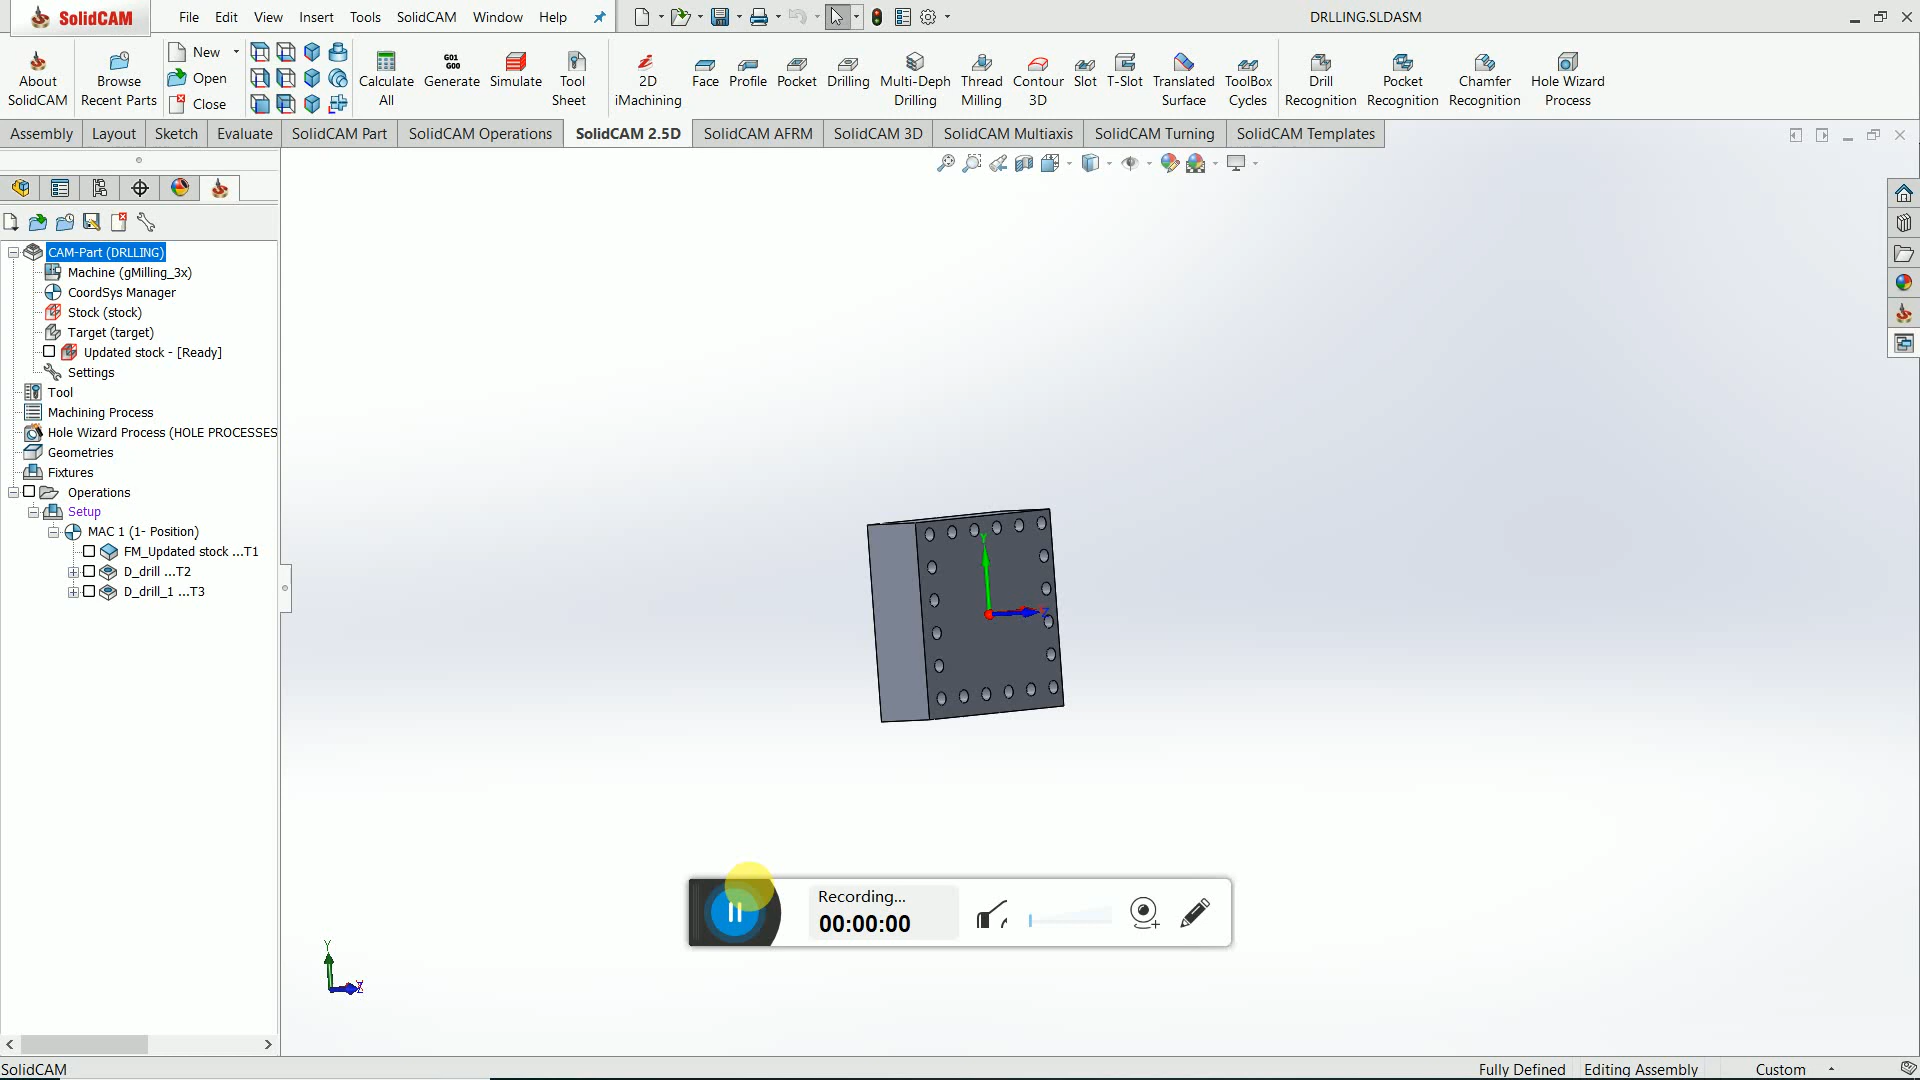 SolidCAM File Edit View Insert Tools SolidCAM Window Help DRLLING.SLDASM
About SolidCAM
Browse Recent Parts
New
Open
Close
Calculate All
G01 G00
Generate
Simulate
Tool Sheet
2D iMachining
Face
Profile
Pocket
Drilling
Multi-Deph Drilling
Thread Milling
Contour 3D
Slot
T-Slot
Translated Surface
ToolBox Cycles
Drill Recognition
Pocket Recognition
Chamfer Recognition
Hole Wizard Process
Assembly Layout Sketch Evaluate SolidCAM Part SolidCAM Operations SolidCAM 2.5D SolidCAM AFRM SolidCAM 3D SolidCAM Multiaxis SolidCAM Turning SolidCAM Templates
CAM-Part (DRLLING)
Machine (gMilling_3x)
CoordSys Manager
Stock (stock)
Target (target)
Updated stock - [Ready]
Settings
Tool
Machining Process
Hole Wizard Process (HOLE PROCESSES
Geometries
Fixtures
Operations
Setup
MAC 1 (1- Position)
FM_Updated stock ...T1
D_drill ...T2
D_drill_1 ...T3
Y
Recording...
00:00:00
Y
Z
SolidCAM Fully Defined Editing Assembly Custom